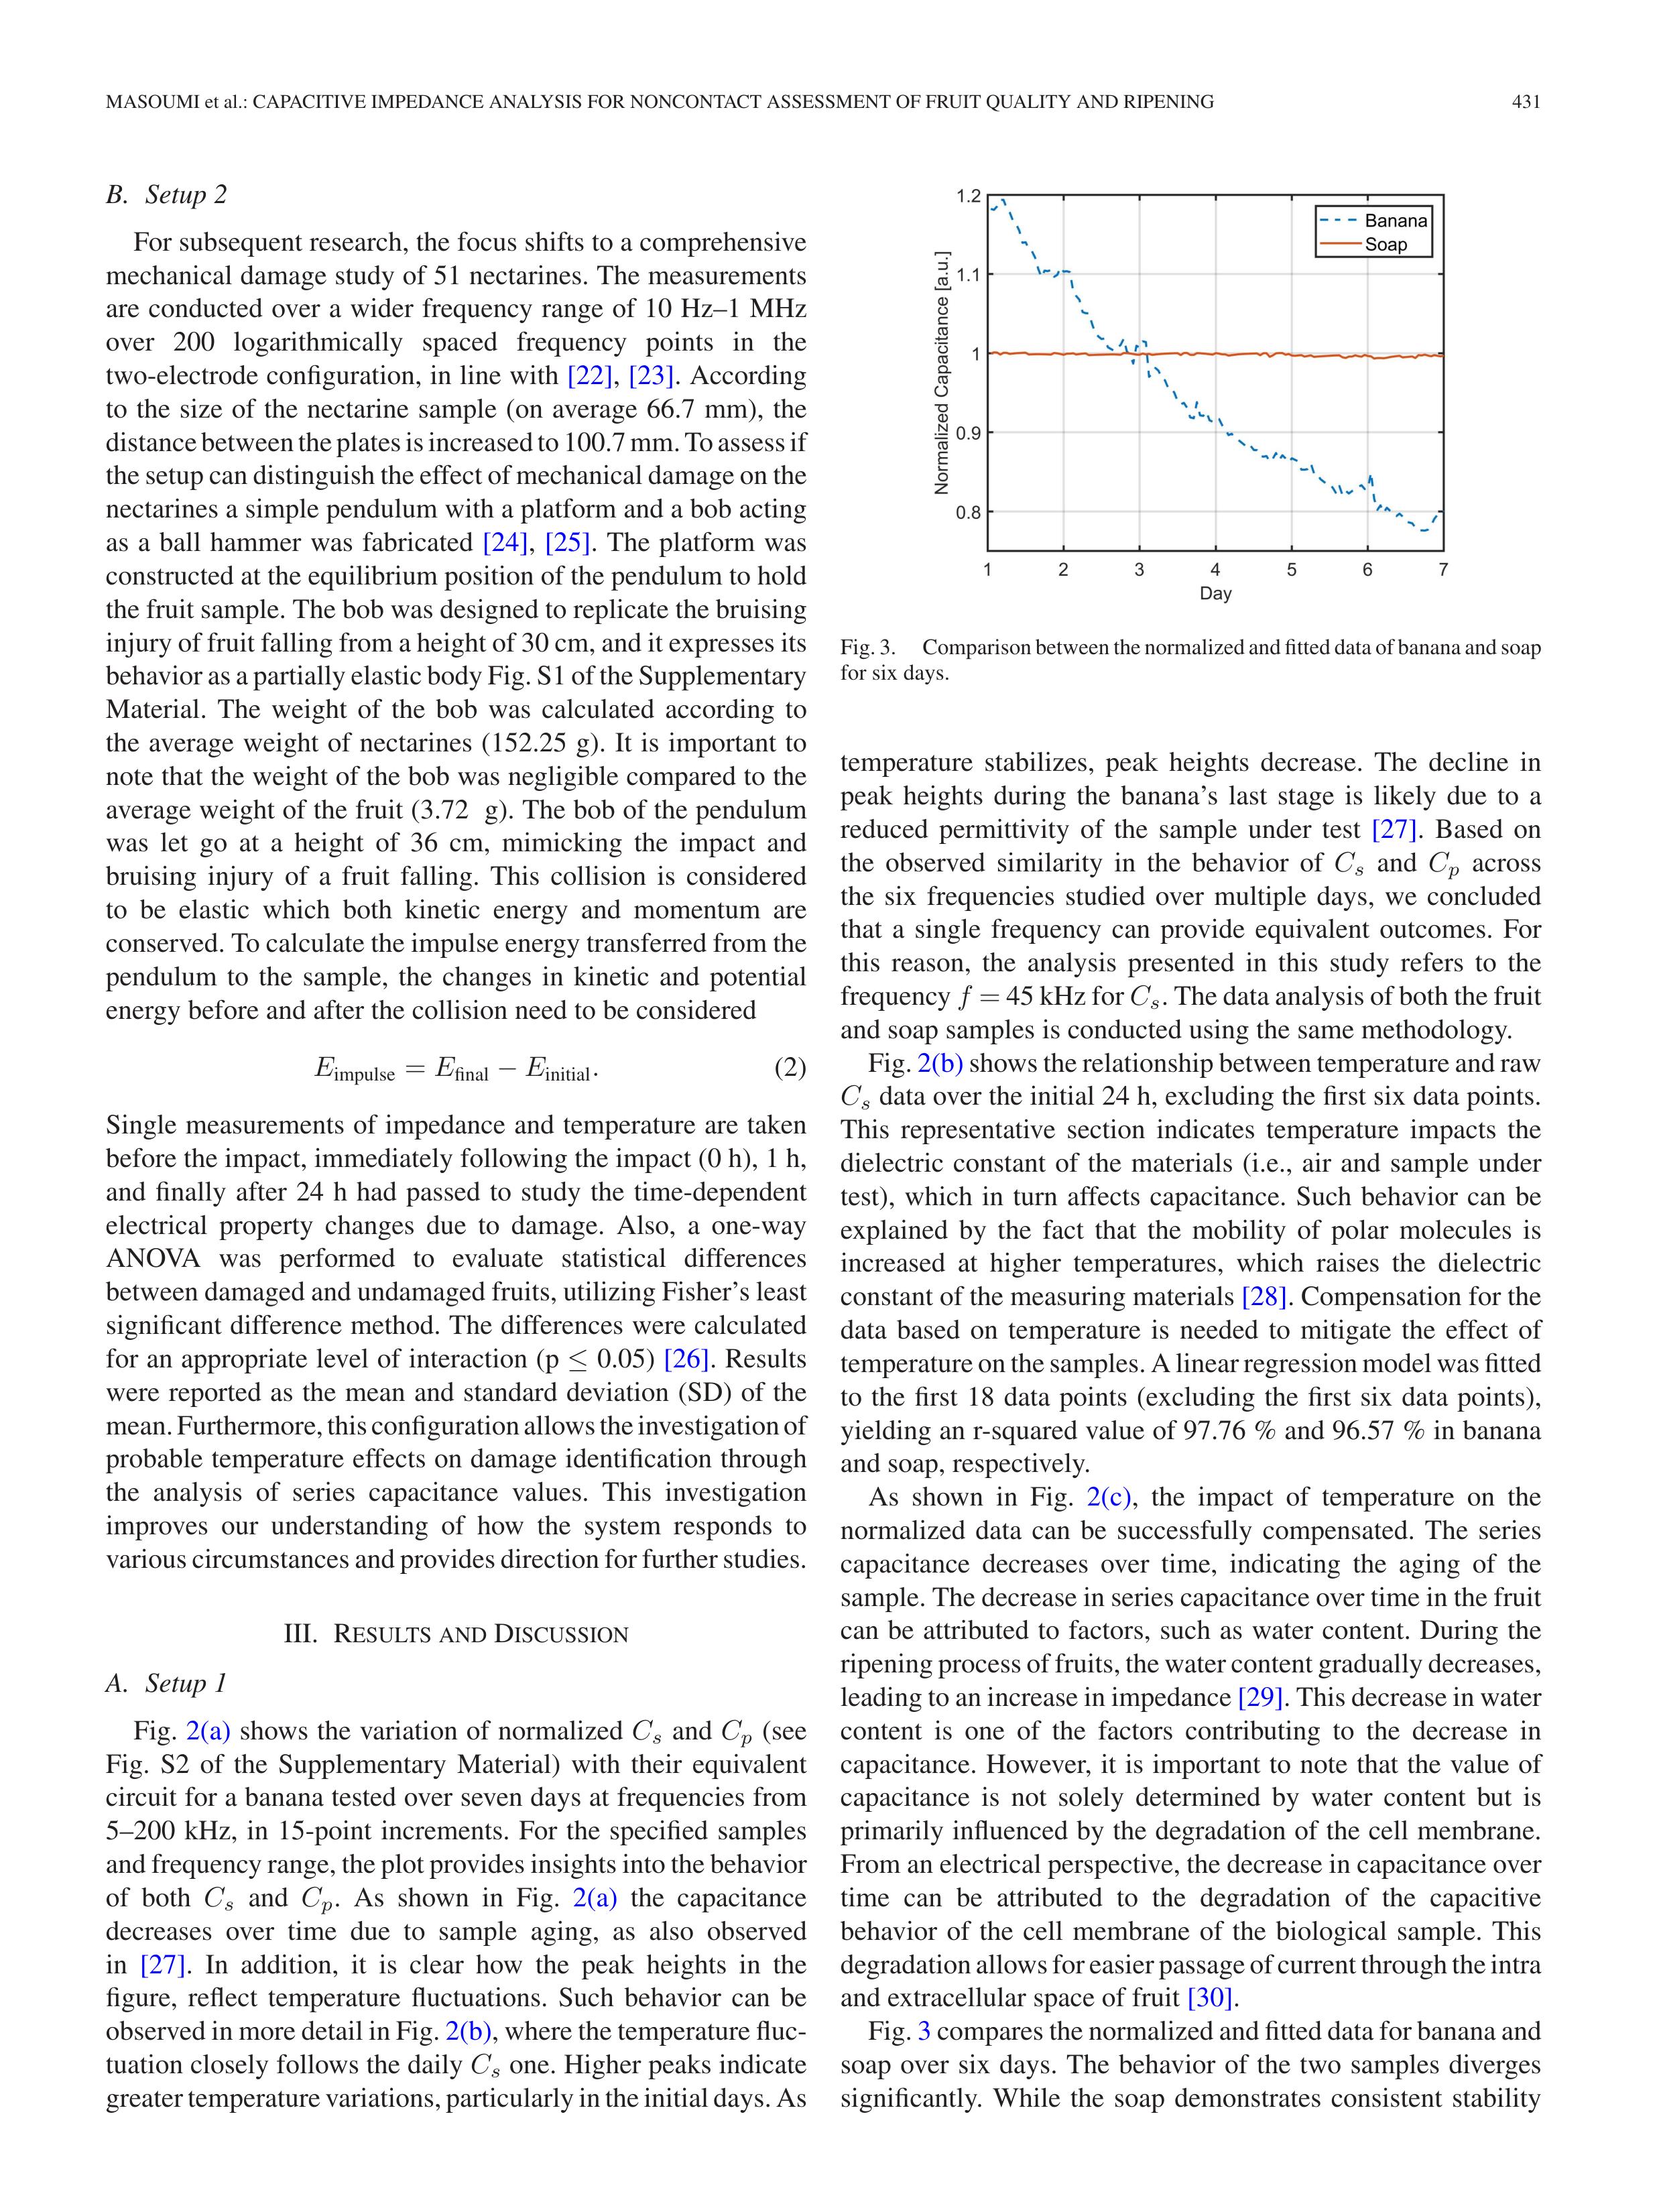 MASOUMI et al.: CAPACITIVE IMPEDANCE ANALYSIS FOR NONCONTACT ASSESSMENT OF FRUIT QUALITY AND RIPENING 431
B. Setup 2
For subsequent research, the focus shifts to a comprehensive
mechanical damage study of 51 nectarines. The measurements
are conducted over a wider frequency range of 10 Hz–1 MHz
over 200 logarithmically spaced frequency points in the
two-electrode configuration, in line with [22], [23]. According
to the size of the nectarine sample (on average 66.7 mm), the
distance between the plates is increased to 100.7 mm. To assess if
the setup can distinguish the effect of mechanical damage on the
nectarines a simple pendulum with a platform and a bob acting
as a ball hammer was fabricated [24], [25]. The platform was
constructed at the equilibrium position of the pendulum to hold
the fruit sample. The bob was designed to replicate the bruising
injury of fruit falling from a height of 30 cm, and it expresses its
behavior as a partially elastic body Fig. S1 of the Supplementary
Material. The weight of the bob was calculated according to
the average weight of nectarines (152.25 g). It is important to
note that the weight of the bob was negligible compared to the
average weight of the fruit (3.72 g). The bob of the pendulum
was let go at a height of 36 cm, mimicking the impact and
bruising injury of a fruit falling. This collision is considered
to be elastic which both kinetic energy and momentum are
conserved. To calculate the impulse energy transferred from the
pendulum to the sample, the changes in kinetic and potential
energy before and after the collision need to be considered
E_impulse = E_final − E_initial. (2)
Single measurements of impedance and temperature are taken
before the impact, immediately following the impact (0 h), 1 h,
and finally after 24 h had passed to study the time-dependent
electrical property changes due to damage. Also, a one-way
ANOVA was performed to evaluate statistical differences
between damaged and undamaged fruits, utilizing Fisher's least
significant difference method. The differences were calculated
for an appropriate level of interaction (p ≤ 0.05) [26]. Results
were reported as the mean and standard deviation (SD) of the
mean. Furthermore, this configuration allows the investigation of
probable temperature effects on damage identification through
the analysis of series capacitance values. This investigation
improves our understanding of how the system responds to
various circumstances and provides direction for further studies.
III. RESULTS AND DISCUSSION
A. Setup 1
Fig. 2(a) shows the variation of normalized C_s and C_p (see
Fig. S2 of the Supplementary Material) with their equivalent
circuit for a banana tested over seven days at frequencies from
5–200 kHz, in 15-point increments. For the specified samples
and frequency range, the plot provides insights into the behavior
of both C_s and C_p. As shown in Fig. 2(a) the capacitance
decreases over time due to sample aging, as also observed
in [27]. In addition, it is clear how the peak heights in the
figure, reflect temperature fluctuations. Such behavior can be
observed in more detail in Fig. 2(b), where the temperature fluc-
tuation closely follows the daily C_s one. Higher peaks indicate
greater temperature variations, particularly in the initial days. As
1.2
1.1
1
0.9
0.8
Normalized Capacitance [a.u.]
Banana
Soap
1 2 3 4 5 6 7
Day
Fig. 3. Comparison between the normalized and fitted data of banana and soap
for six days.
temperature stabilizes, peak heights decrease. The decline in
peak heights during the banana's last stage is likely due to a
reduced permittivity of the sample under test [27]. Based on
the observed similarity in the behavior of C_s and C_p across
the six frequencies studied over multiple days, we concluded
that a single frequency can provide equivalent outcomes. For
this reason, the analysis presented in this study refers to the
frequency f = 45 kHz for C_s. The data analysis of both the fruit
and soap samples is conducted using the same methodology.
Fig. 2(b) shows the relationship between temperature and raw
C_s data over the initial 24 h, excluding the first six data points.
This representative section indicates temperature impacts the
dielectric constant of the materials (i.e., air and sample under
test), which in turn affects capacitance. Such behavior can be
explained by the fact that the mobility of polar molecules is
increased at higher temperatures, which raises the dielectric
constant of the measuring materials [28]. Compensation for the
data based on temperature is needed to mitigate the effect of
temperature on the samples. A linear regression model was fitted
to the first 18 data points (excluding the first six data points),
yielding an r-squared value of 97.76 % and 96.57 % in banana
and soap, respectively.
As shown in Fig. 2(c), the impact of temperature on the
normalized data can be successfully compensated. The series
capacitance decreases over time, indicating the aging of the
sample. The decrease in series capacitance over time in the fruit
can be attributed to factors, such as water content. During the
ripening process of fruits, the water content gradually decreases,
leading to an increase in impedance [29]. This decrease in water
content is one of the factors contributing to the decrease in
capacitance. However, it is important to note that the value of
capacitance is not solely determined by water content but is
primarily influenced by the degradation of the cell membrane.
From an electrical perspective, the decrease in capacitance over
time can be attributed to the degradation of the capacitive
behavior of the cell membrane of the biological sample. This
degradation allows for easier passage of current through the intra
and extracellular space of fruit [30].
Fig. 3 compares the normalized and fitted data for banana and
soap over six days. The behavior of the two samples diverges
significantly. While the soap demonstrates consistent stability